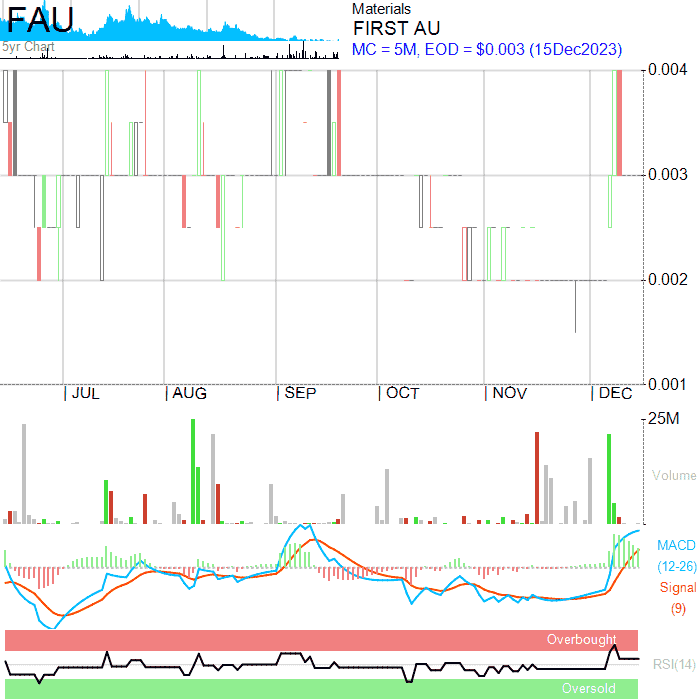 FAU
Materials
FIRST AU
5yr Chart
MC = 5M, EOD = $0.003 (15Dec2023)
0.004
0.003
0.002
0.001
JUL AUG SEP OCT NOV DEC
25M
Volume
MACD
(12-26)
Signal
(9)
Overbought
RSI(14)
Oversold